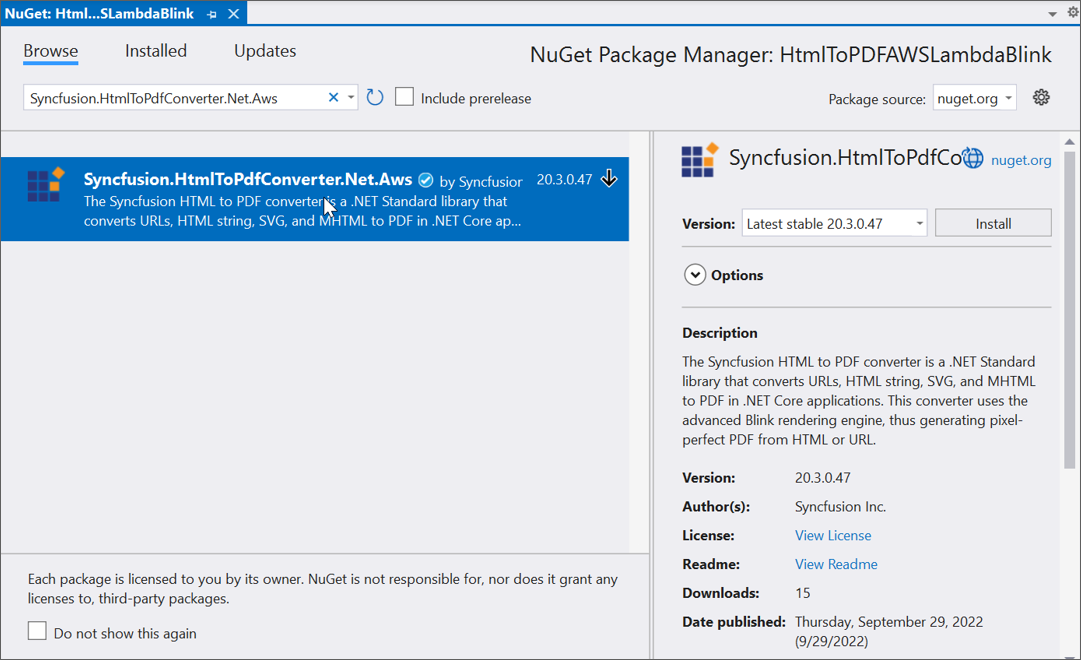 NuGet: Html...SLambdaBlink
Browse
Installed
Updates
NuGet Package Manager: HtmlToPDFAWSLambdaBlink
Syncfusion.HtmlToPdfConverter.Net.Aws
Include prerelease
Package source:
nuget.org
Syncfusion.HtmlToPdfConverter.Net.Aws by Syncfusior 20.3.0.47
The Syncfusion HTML to PDF converter is a .NET Standard library that
converts URLs, HTML string, SVG, and MHTML to PDF in .NET Core ap...
Each package is licensed to you by its owner. NuGet is not responsible for, nor does it grant any
licenses to, third-party packages.
Do not show this again
Syncfusion.HtmlToPdfCo
nuget.org
Version:
Latest stable 20.3.0.47
Install
Options
Description
The Syncfusion HTML to PDF converter is a .NET Standard
library that converts URLs, HTML string, SVG, and MHTML
to PDF in .NET Core applications. This converter uses the
advanced Blink rendering engine, thus generating pixel-
perfect PDF from HTML or URL.
Version: 20.3.0.47
Author(s): Syncfusion Inc.
License: View License
Readme: View Readme
Downloads: 15
Date published: Thursday, September 29, 2022
(9/29/2022)